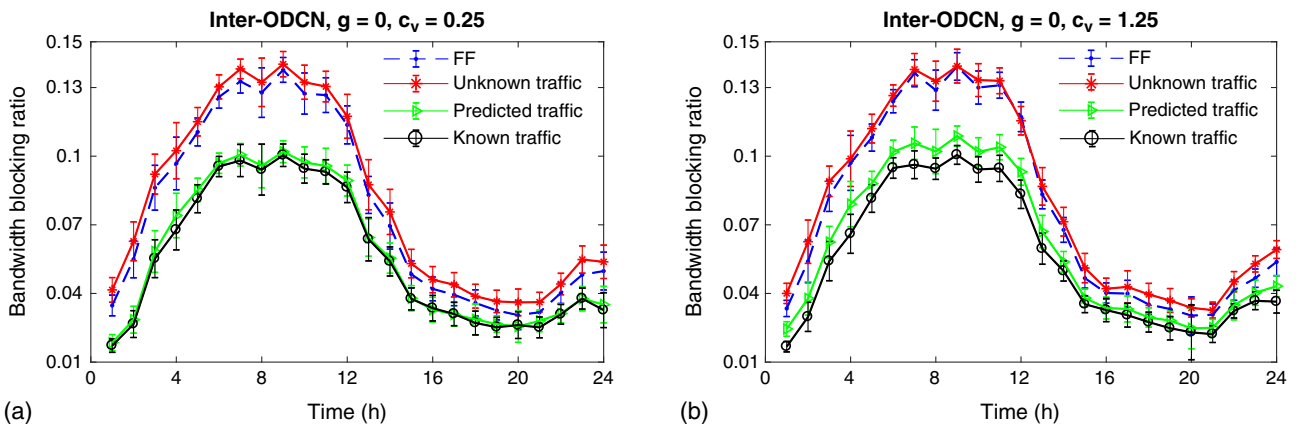 Inter-ODCN, g = 0, cv = 0.25
0.15
0.13
0.1
0.07
0.04
0.01
Bandwidth blocking ratio
FF
Unknown traffic
Predicted traffic
Known traffic
0 4 8 12 16 20 24
Time (h)
(a)
Inter-ODCN, g = 0, cv = 1.25
0.15
0.13
0.1
0.07
0.04
0.01
Bandwidth blocking ratio
FF
Unknown traffic
Predicted traffic
Known traffic
0 4 8 12 16 20 24
Time (h)
(b)